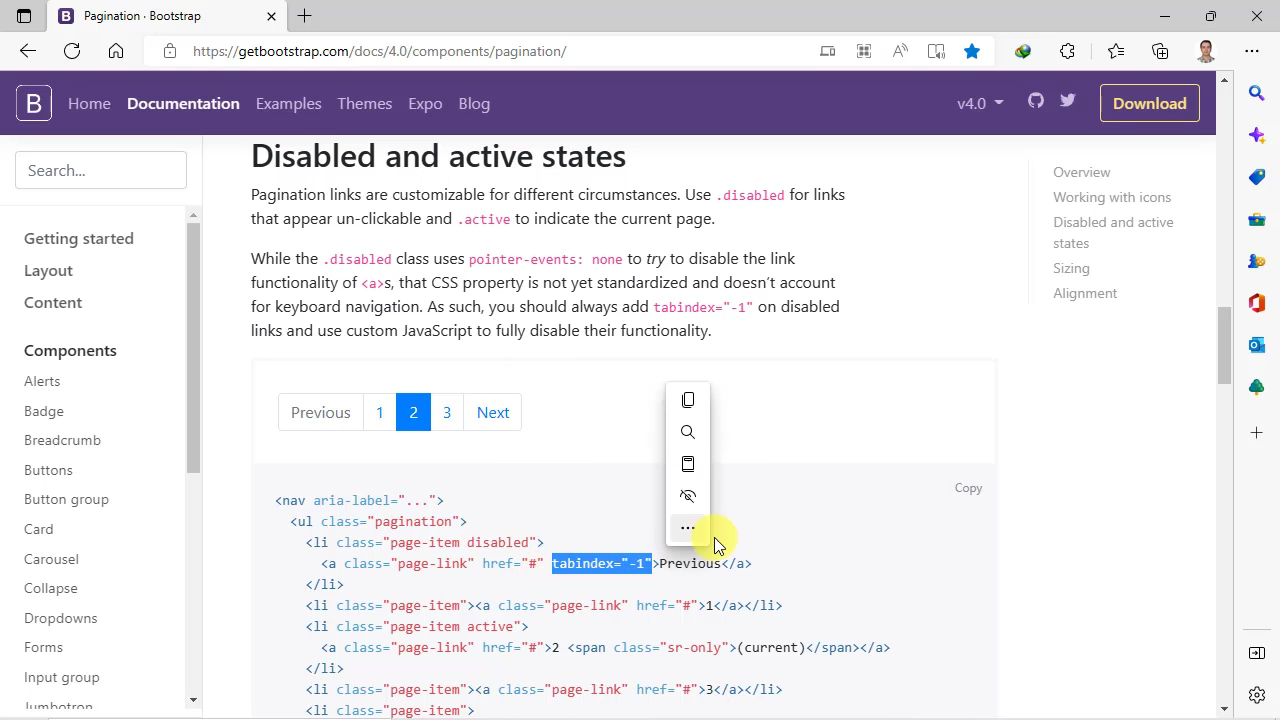 Pagination · Bootstrap
https://getbootstrap.com/docs/4.0/components/pagination/
B Home Documentation Examples Themes Expo Blog v4.0 Download
Search...
Getting started
Layout
Content
Components
Alerts
Badge
Breadcrumb
Buttons
Button group
Card
Carousel
Collapse
Dropdowns
Forms
Input group
Jumbotron
Disabled and active states
Pagination links are customizable for different circumstances. Use .disabled for links
that appear un-clickable and .active to indicate the current page.
While the .disabled class uses pointer-events: none to try to disable the link
functionality of <a>s, that CSS property is not yet standardized and doesn’t account
for keyboard navigation. As such, you should always add tabindex="-1" on disabled
links and use custom JavaScript to fully disable their functionality.
Previous 1 2 3 Next
Copy
<nav aria-label="...">
<ul class="pagination">
<li class="page-item disabled">
<a class="page-link" href="#" tabindex="-1">Previous</a>
</li>
<li class="page-item"><a class="page-link" href="#">1</a></li>
<li class="page-item active">
<a class="page-link" href="#">2 <span class="sr-only">(current)</span></a>
</li>
<li class="page-item"><a class="page-link" href="#">3</a></li>
<li class="page-item">
Overview
Working with icons
Disabled and active
states
Sizing
Alignment